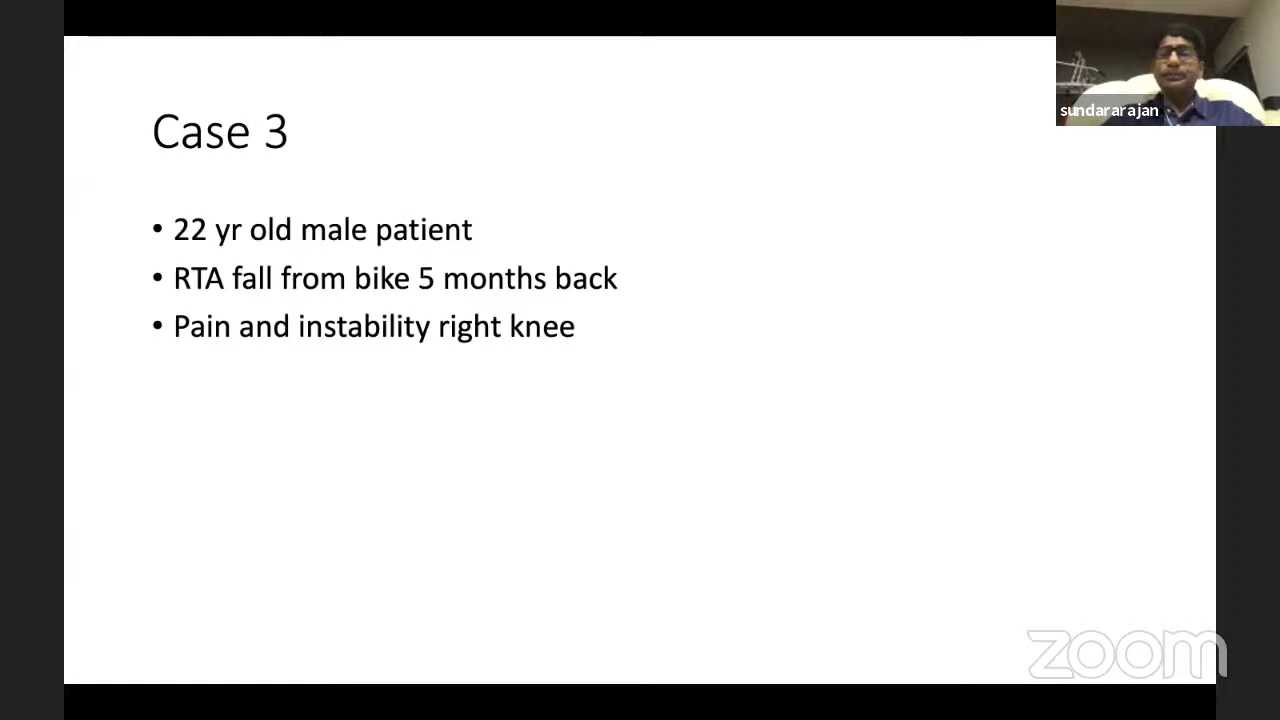 sundararajan
Case 3
• 22 yr old male patient
• RTA fall from bike 5 months back
• Pain and instability right knee
zoom